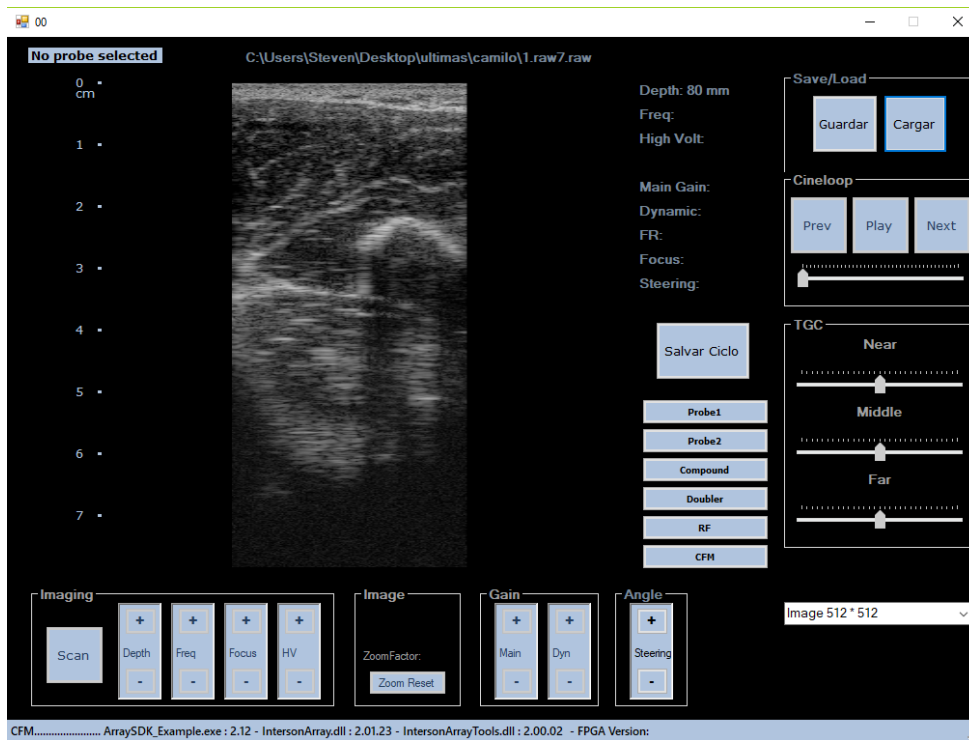 00
No probe selected
C:\Users\Steven\Desktop\ultimas\camilo\1.raw7.raw
0
cm
1
2
3
4
5
6
7
Depth: 80 mm
Freq:
High Volt:
Main Gain:
Dynamic:
FR:
Focus:
Steering:
Salvar Ciclo
Probe1
Probe2
Compound
Doubler
RF
CFM
Save/Load
Guardar Cargar
Cineloop
Prev Play Next
TGC
Near
Middle
Far
Imaging
Scan
+ + + +
Depth Freq Focus HV
- - - -
Image
ZoomFactor:
Zoom Reset
Gain
+ +
Main Dyn
- -
Angle
+
Steering
-
Image 512 * 512
CFM....................... ArraySDK_Example.exe : 2.12 - IntersonArray.dll : 2.01.23 - IntersonArrayTools.dll : 2.00.02 - FPGA Version: